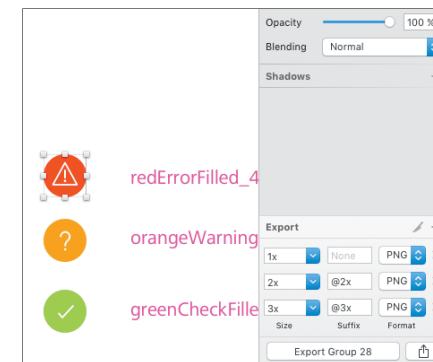 Opacity 100 %
Blending Normal
Shadows
redErrorFilled_4
orangeWarning
greenCheckFille
Export
1x None PNG
2x @2x PNG
3x @3x PNG
Size Suffix Format
Export Group 28